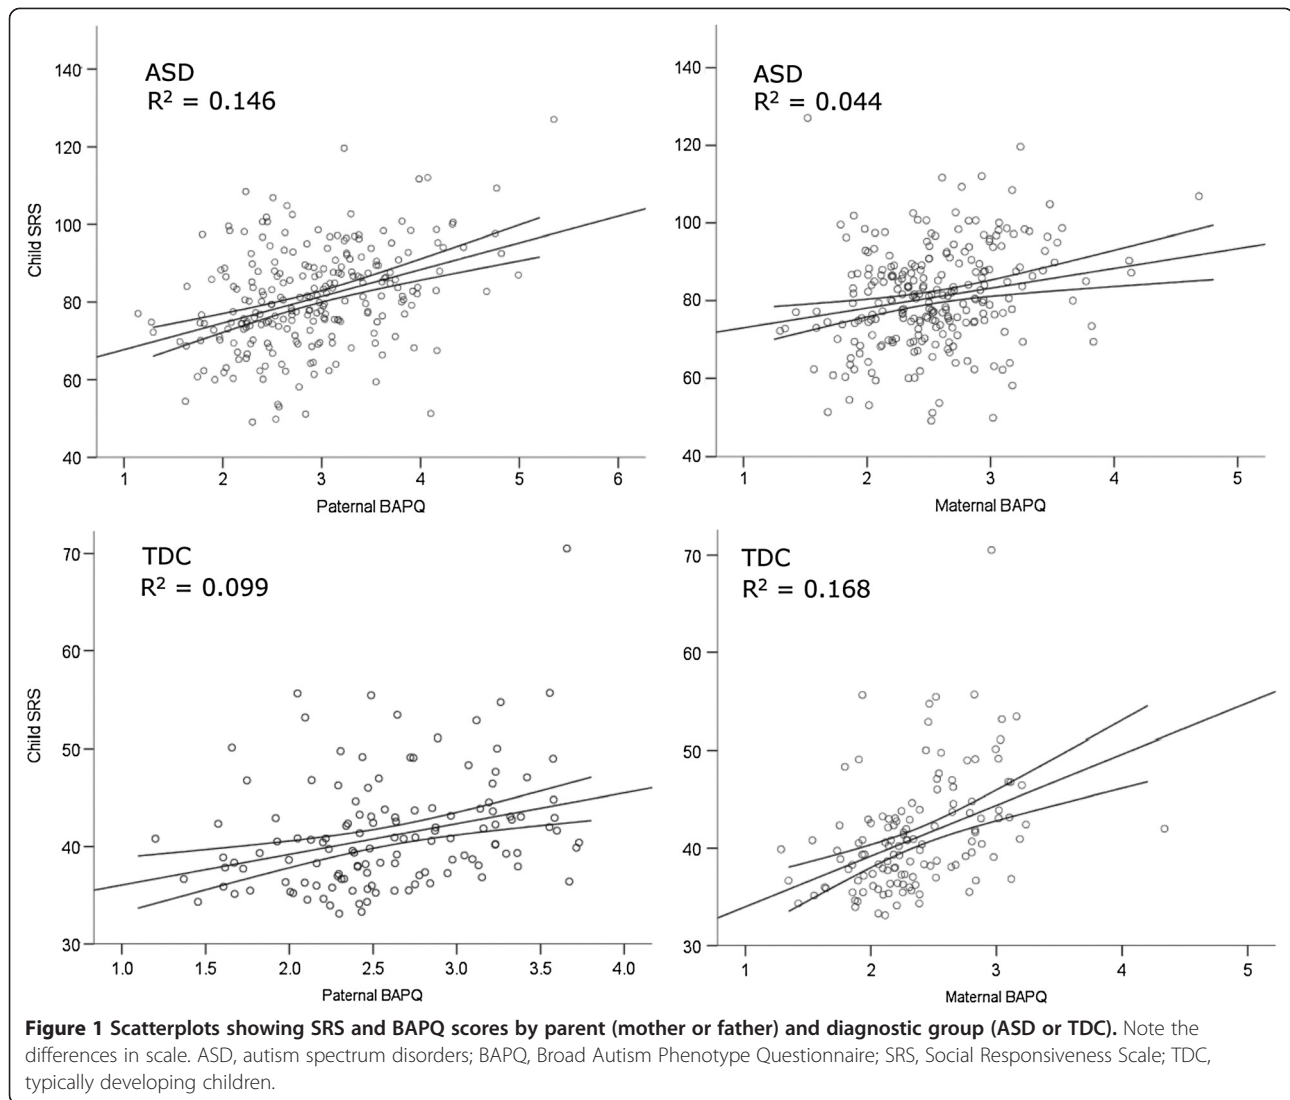 ASD
R² = 0.146
140
120
100
80
60
40
Child SRS
1 2 3 4 5 6
Paternal BAPQ
ASD
R² = 0.044
140
120
100
80
60
40
1 2 3 4 5
Maternal BAPQ
TDC
R² = 0.099
70
60
50
40
30
Child SRS
1.0 1.5 2.0 2.5 3.0 3.5 4.0
Paternal BAPQ
TDC
R² = 0.168
70
60
50
40
30
1 2 3 4 5
Maternal BAPQ
Figure 1 Scatterplots showing SRS and BAPQ scores by parent (mother or father) and diagnostic group (ASD or TDC). Note the
differences in scale. ASD, autism spectrum disorders; BAPQ, Broad Autism Phenotype Questionnaire; SRS, Social Responsiveness Scale; TDC,
typically developing children.